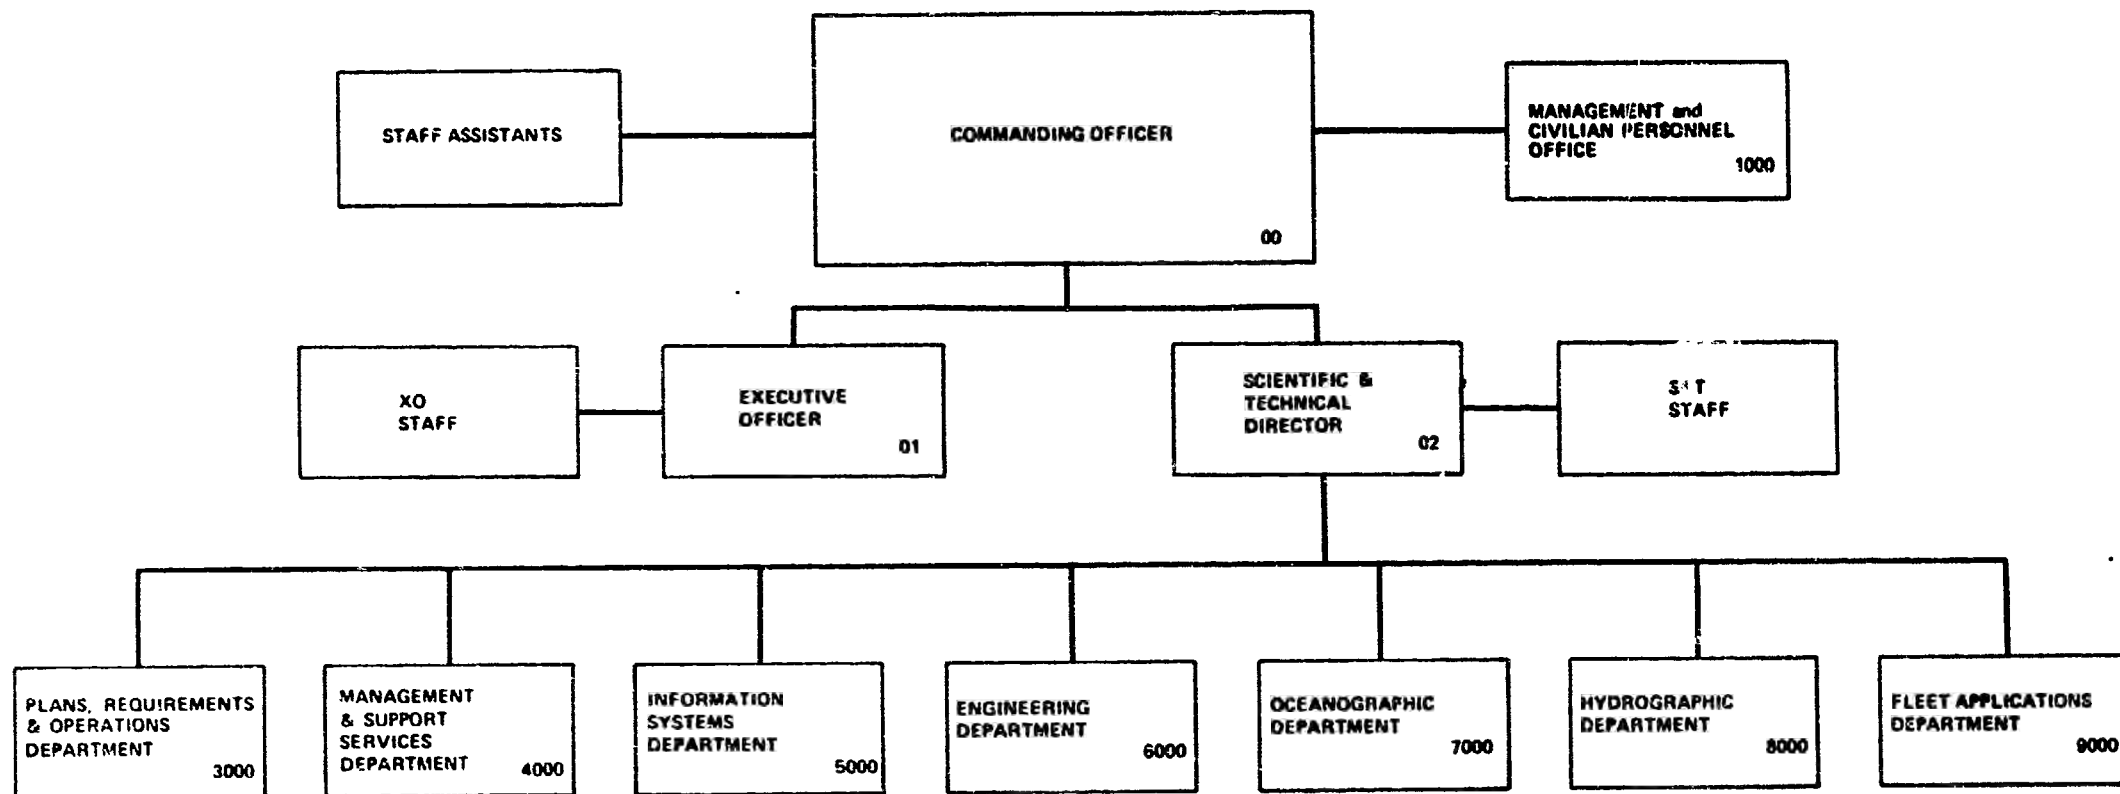 STAFF ASSISTANTS
COMMANDING OFFICER
00
MANAGEMENT and
CIVILIAN PERSONNEL
OFFICE
1000
XO
STAFF
EXECUTIVE
OFFICER
01
SCIENTIFIC &
TECHNICAL
DIRECTOR
02
STAFF
PLANS, REQUIREMENTS
& OPERATIONS
DEPARTMENT
3000
MANAGEMENT
& SUPPORT
SERVICES
DEPARTMENT
4000
INFORMATION
SYSTEMS
DEPARTMENT
5000
ENGINEERING
DEPARTMENT
6000
OCEANOGRAPHIC
DEPARTMENT
7000
HYDROGRAPHIC
DEPARTMENT
8000
FLEET APPLICATIONS
DEPARTMENT
9000